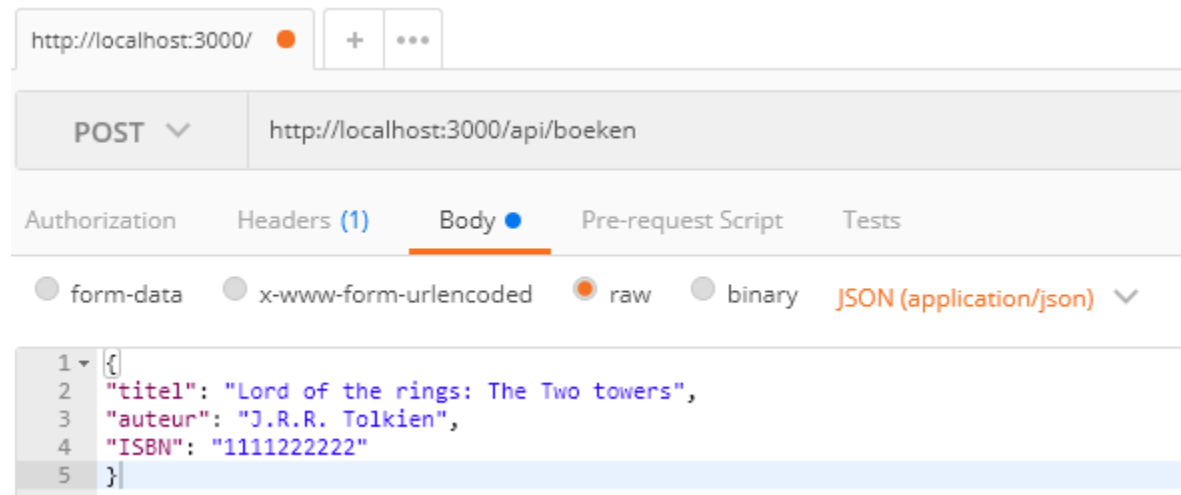 http://localhost:3000/ + •••
POST http://localhost:3000/api/boeken
Authorization Headers (1) Body Pre-request Script Tests
form-data x-www-form-urlencoded raw binary JSON (application/json)
1 {
2 "titel": "Lord of the rings: The Two towers",
3 "auteur": "J.R.R. Tolkien",
4 "ISBN": "1111222222"
5 }